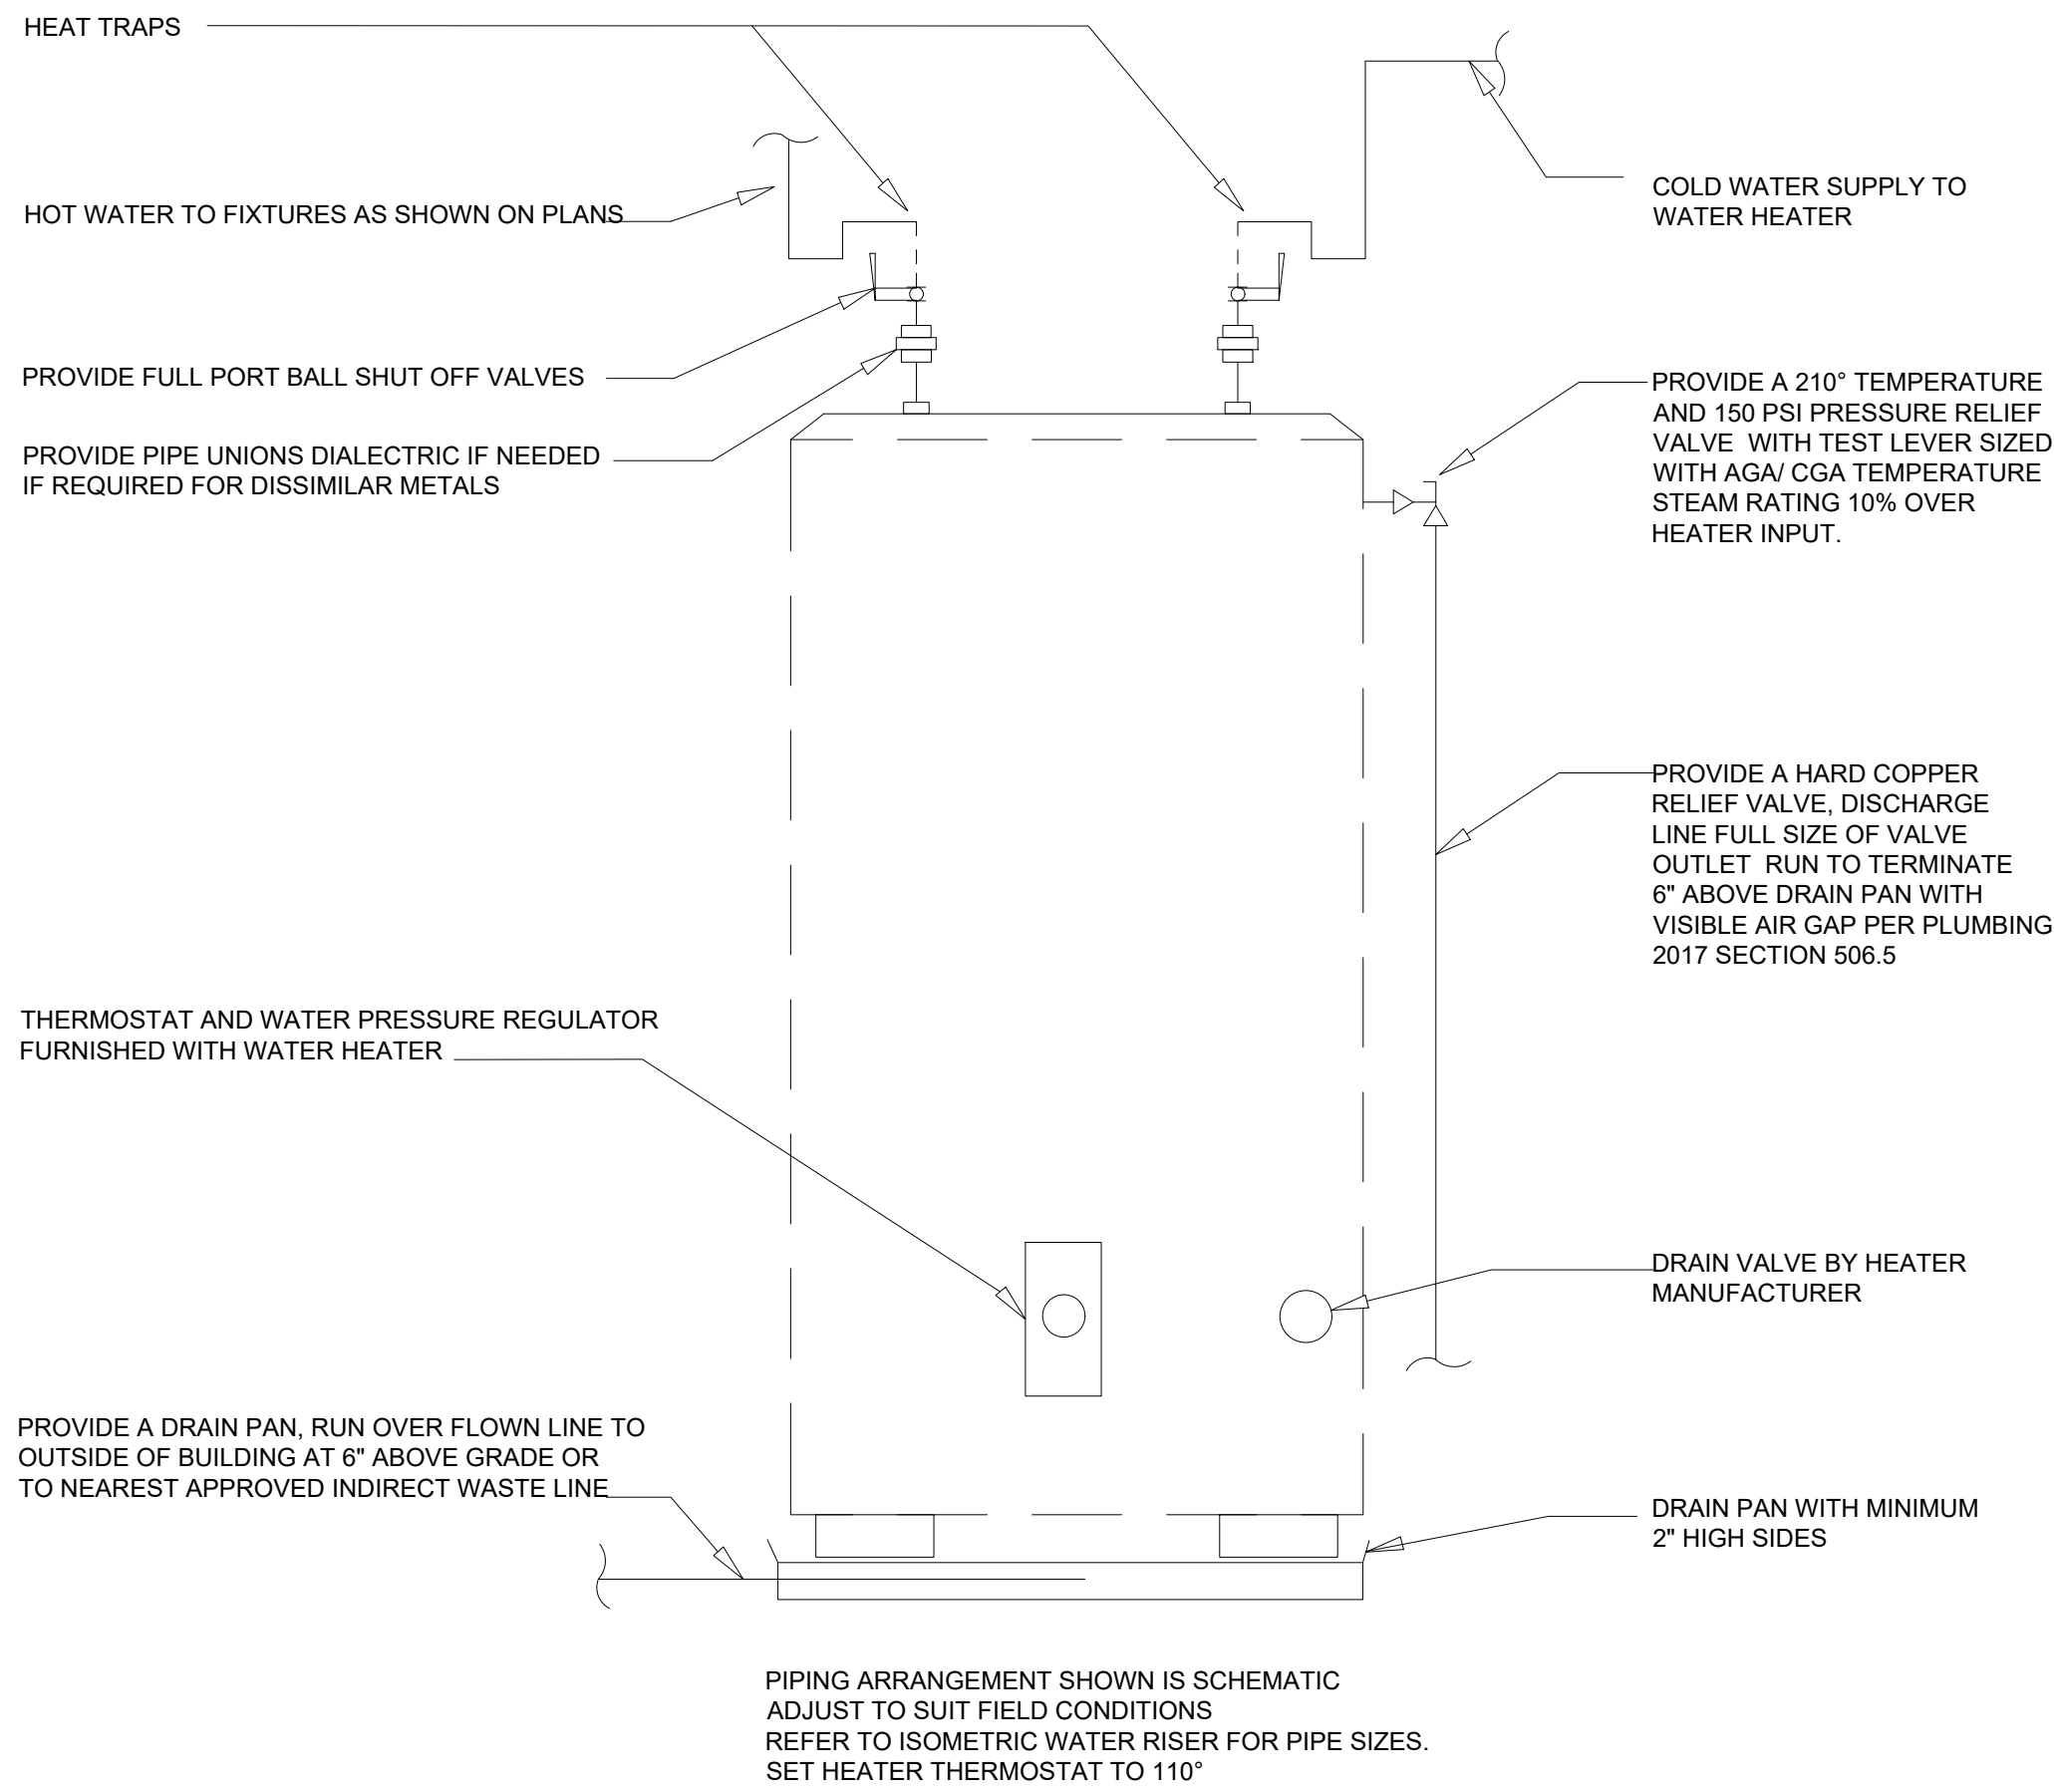 HEAT TRAPS
HOT WATER TO FIXTURES AS SHOWN ON PLANS
PROVIDE FULL PORT BALL SHUT OFF VALVES
PROVIDE PIPE UNIONS DIALECTRIC IF NEEDED
IF REQUIRED FOR DISSIMILAR METALS
THERMOSTAT AND WATER PRESSURE REGULATOR
FURNISHED WITH WATER HEATER
PROVIDE A DRAIN PAN, RUN OVER FLOWN LINE TO
OUTSIDE OF BUILDING AT 6" ABOVE GRADE OR
TO NEAREST APPROVED INDIRECT WASTE LINE
COLD WATER SUPPLY TO
WATER HEATER
PROVIDE A 210° TEMPERATURE
AND 150 PSI PRESSURE RELIEF
VALVE WITH TEST LEVER SIZED
WITH AGA/ CGA TEMPERATURE
STEAM RATING 10% OVER
HEATER INPUT.
PROVIDE A HARD COPPER
RELIEF VALVE, DISCHARGE
LINE FULL SIZE OF VALVE
OUTLET RUN TO TERMINATE
6" ABOVE DRAIN PAN WITH
VISIBLE AIR GAP PER PLUMBING
2017 SECTION 506.5
DRAIN VALVE BY HEATER
MANUFACTURER
DRAIN PAN WITH MINIMUM
2" HIGH SIDES
PIPING ARRANGEMENT SHOWN IS SCHEMATIC
ADJUST TO SUIT FIELD CONDITIONS
REFER TO ISOMETRIC WATER RISER FOR PIPE SIZES.
SET HEATER THERMOSTAT TO 110°